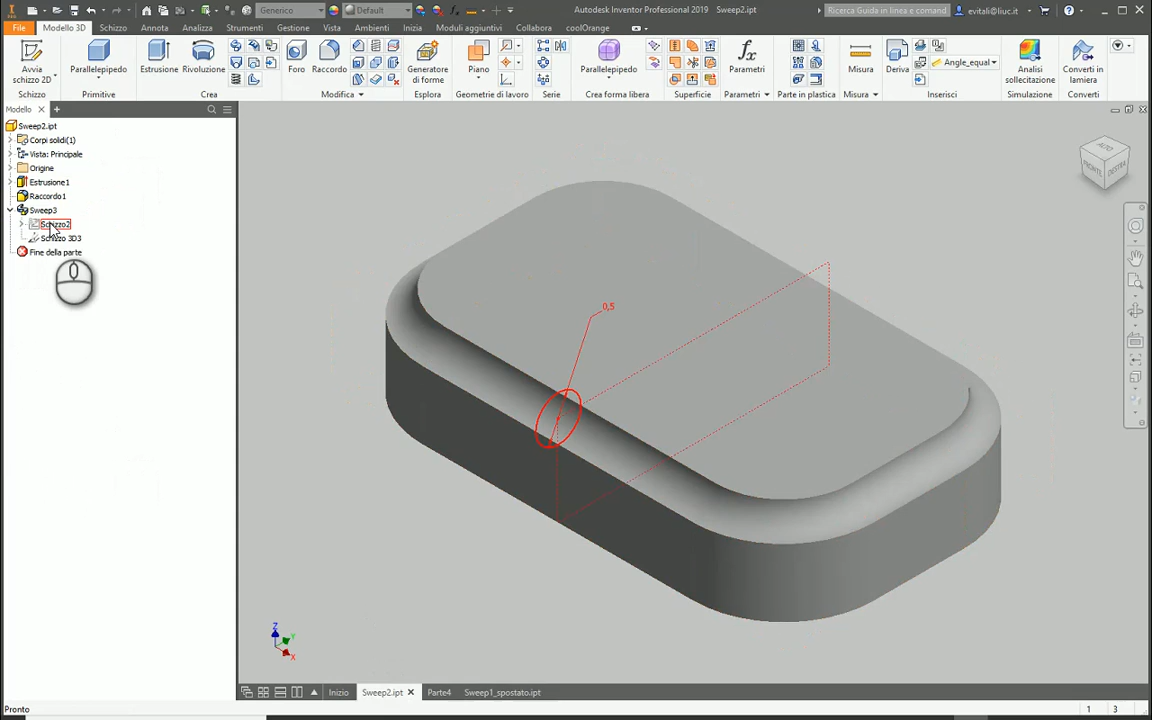 Generico
Default
Autodesk Inventor Professional 2019 Sweep2.ipt
Ricerca Guida in linea e comandi
evitali@liuc.it
File Modello 3D Schizzo Annota Analizza Strumenti Gestione Vista Ambienti Inizia Moduli aggiuntivi Collabora coolOrange
Avvia schizzo 2D
Parallelepipedo
Estrusione
Rivoluzione
Foro
Raccordo
Generatore di forme
Piano
Parallelepipedo
fx
Parametri
Misura
Deriva
Angle_equal
Analisi sollecitazione
Converti in lamiera
Schizzo Primitive Crea Modifica Esplora Geometrie di lavoro Serie Crea forma libera Superficie Parametri Parte in plastica Misura Inserisci Simulazione Converti
Modello
Sweep2.ipt
Corpi solidi(1)
Vista: Principale
Origine
Estrusione1
Raccordo1
Sweep3
Schizzo2
Schizzo 3D3
Fine della parte
0,5
ALTO
FRONTE
DESTRA
Z
Y
X
Inizio Sweep2.ipt Parte4 Sweep1_spostato.ipt
Pronto
1 3